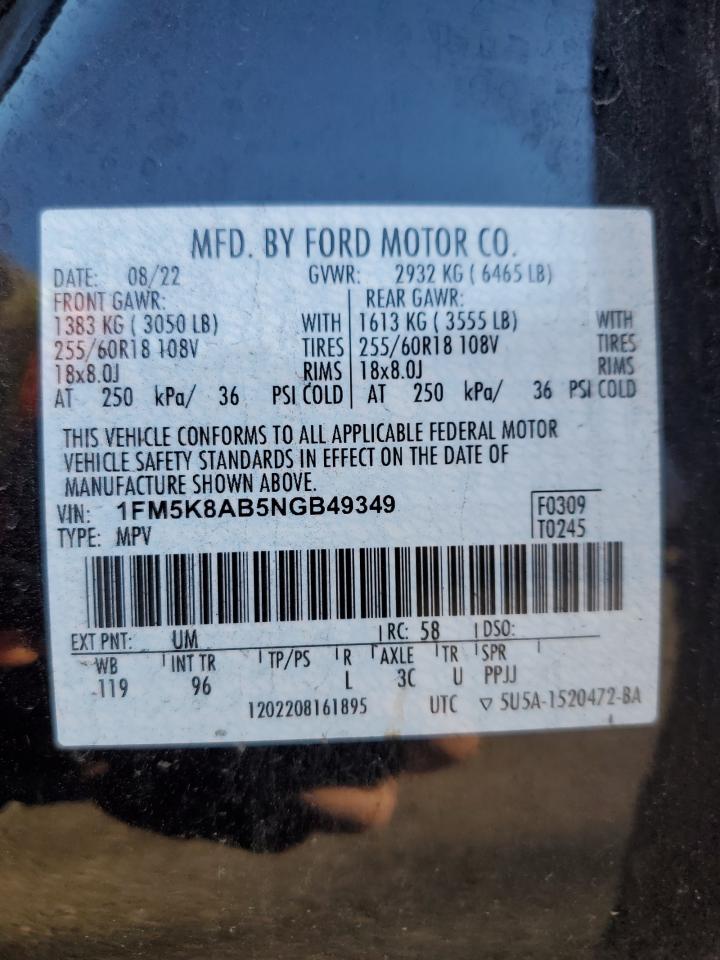 MFD. BY FORD MOTOR CO.
DATE: 08/22 GVWR: 2932 KG ( 6465 LB)
FRONT GAWR: REAR GAWR:
1383 KG ( 3050 LB) WITH 1613 KG ( 3555 LB) WITH
255/60R18 108V TIRES 255/60R18 108V TIRES
18x8.0J RIMS 18x8.0J RIMS
AT 250 kPa/ 36 PSI COLD AT 250 kPa/ 36 PSI COLD
THIS VEHICLE CONFORMS TO ALL APPLICABLE FEDERAL MOTOR
VEHICLE SAFETY STANDARDS IN EFFECT ON THE DATE OF
MANUFACTURE SHOWN ABOVE.
VIN: 1FM5K8AB5NGB49349 F0309
TYPE: MPV T0245
EXT PNT: UM RC: 58 DSO:
WB INT TR TP/PS R AXLE TR SPR
119 96 L 3C U PPJJ
1202208161895 UTC ▽ 5U5A-1520472-BA